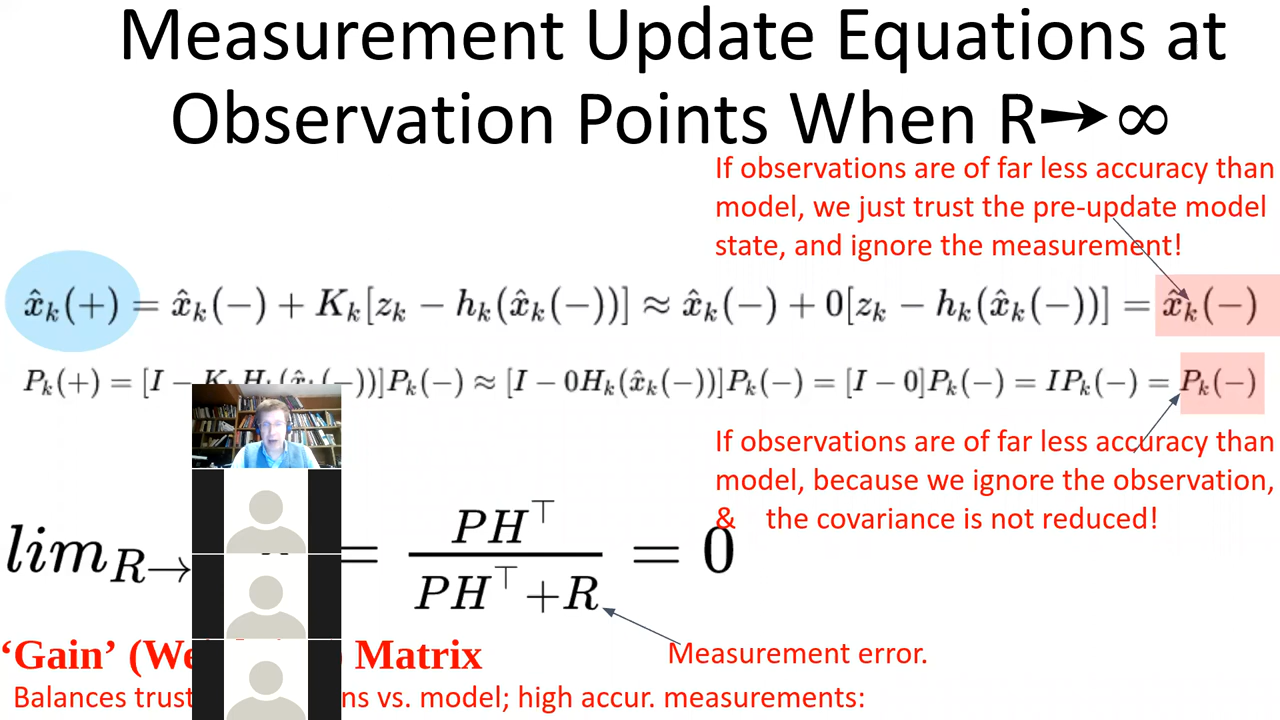 Measurement Update Equations at
Observation Points When R→∞
If observations are of far less accuracy than
model, we just trust the pre-update model
state, and ignore the measurement!
x̂ₖ(+) = x̂ₖ(−) + Kₖ[zₖ − hₖ(x̂ₖ(−))] ≈ x̂ₖ(−) + 0[zₖ − hₖ(x̂ₖ(−))] = x̂ₖ(−)
Pₖ(+) = [I − KₖHₖ(x̂ₖ(−))]Pₖ(−) ≈ [I − 0Hₖ(x̂ₖ(−))]Pₖ(−) = [I − 0]Pₖ(−) = IPₖ(−) = Pₖ(−)
If observations are of far less accuracy than
model, because we ignore the observation,
& the covariance is not reduced!
lim R→ = PH⊤ / PH⊤+R = 0
Measurement error.
‘Gain’ Matrix
Balances trust vs. model; high accur. measurements: